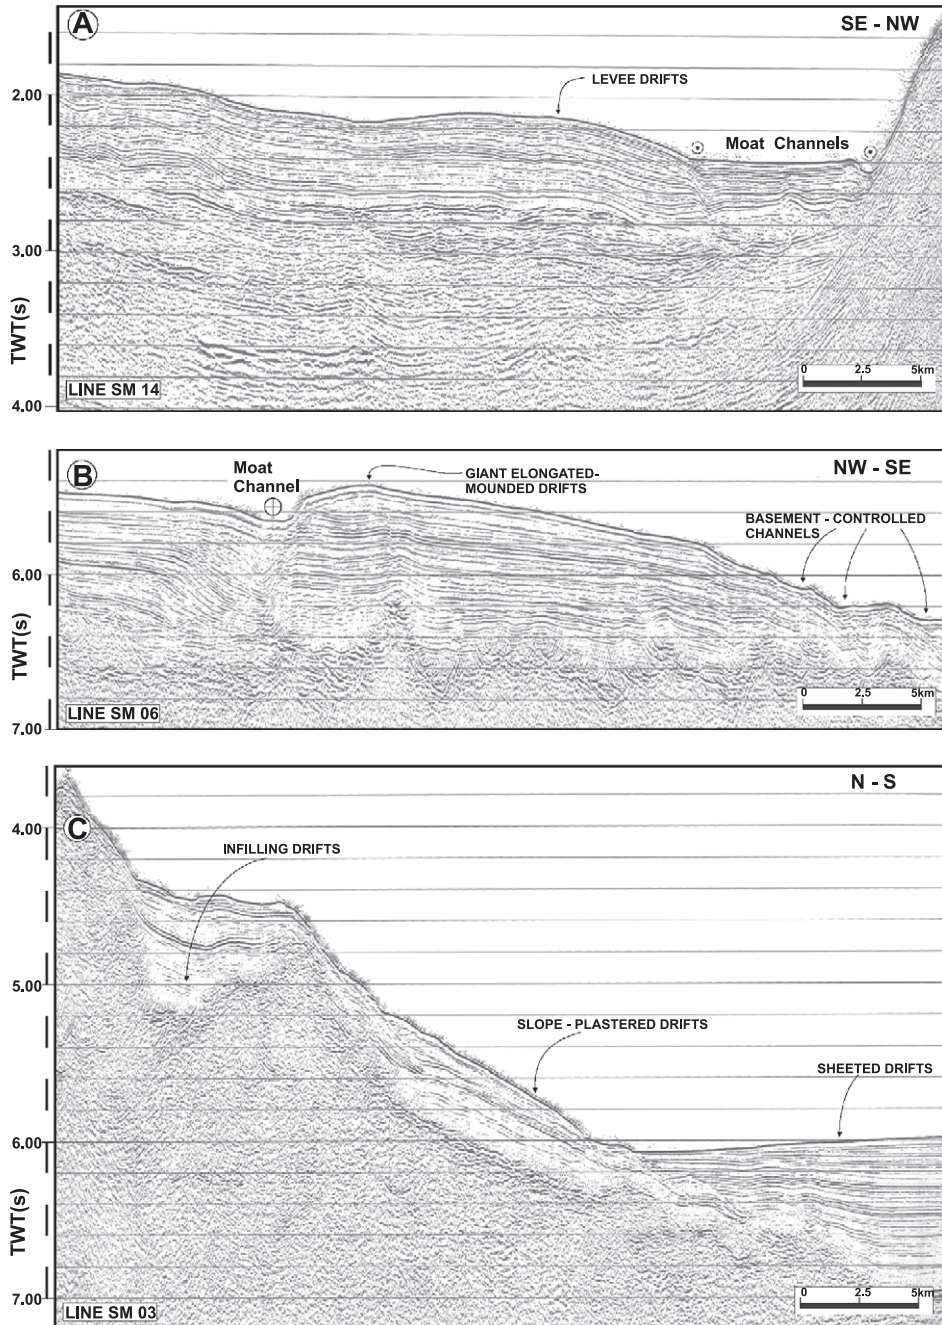 A
SE - NW
LEVEE DRIFTS
Moat Channels
2.00
3.00
TWT(s)
4.00
LINE SM 14
0 2.5 5km
B
NW - SE
Moat
Channel
GIANT ELONGATED-
MOUNDED DRIFTS
BASEMENT - CONTROLLED
CHANNELS
6.00
TWT(s)
7.00
LINE SM 06
0 2.5 5km
N - S
4.00
C
INFILLING DRIFTS
5.00
SLOPE - PLASTERED DRIFTS
SHEETED DRIFTS
6.00
TWT(s)
7.00
LINE SM 03
0 2.5 5km